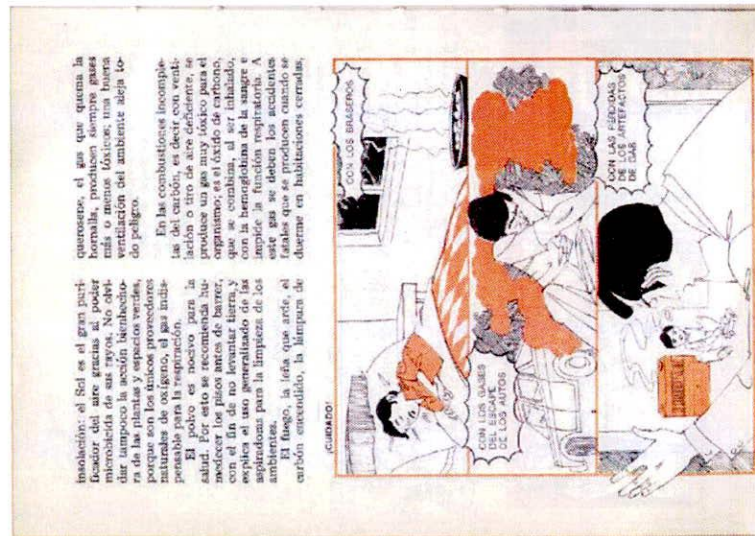 insolación: el Sol es el gran puri-
ficador del aire gracias al poder
microbicida de sus rayos. No olvi-
dar tampoco la acción bienhecho-
ra de las plantas y espacios verdes,
porque son los únicos proveedores
naturales de oxígeno, el gas indis-
pensable para la respiración.
El polvo es nocivo para la
salud. Por esto se recomienda hu-
medecer los pisos antes de barrer,
con el fin de no levantar tierra, y
explica el uso generalizado de las
aspiradoras para la limpieza de los
ambientes.
El fuego, la leña que arde, el
carbón encendido, la lámpara de
querosene, el gas que quema la
hornalla, producen siempre gases
más o menos tóxicos; una buena
ventilación del ambiente aleja to-
do peligro.
En las combustiones incomple-
tas del carbón, es decir con venti-
lación o tiro de aire deficiente, se
produce un gas muy tóxico para el
organismo; es el óxido de carbono,
que se combina, al ser inhalado,
con la hemoglobina de la sangre e
impide la función respiratoria. A
este gas se deben los accidentes
fatales que se producen cuando se
duerme en habitaciones cerradas,
¡CUIDADO!
CON LOS BRASEROS
CON LOS GASES
DEL ESCAPE
DE LOS AUTOS
CON LAS PÉRDIDAS
DE LOS ARTEFACTOS
DE GAS